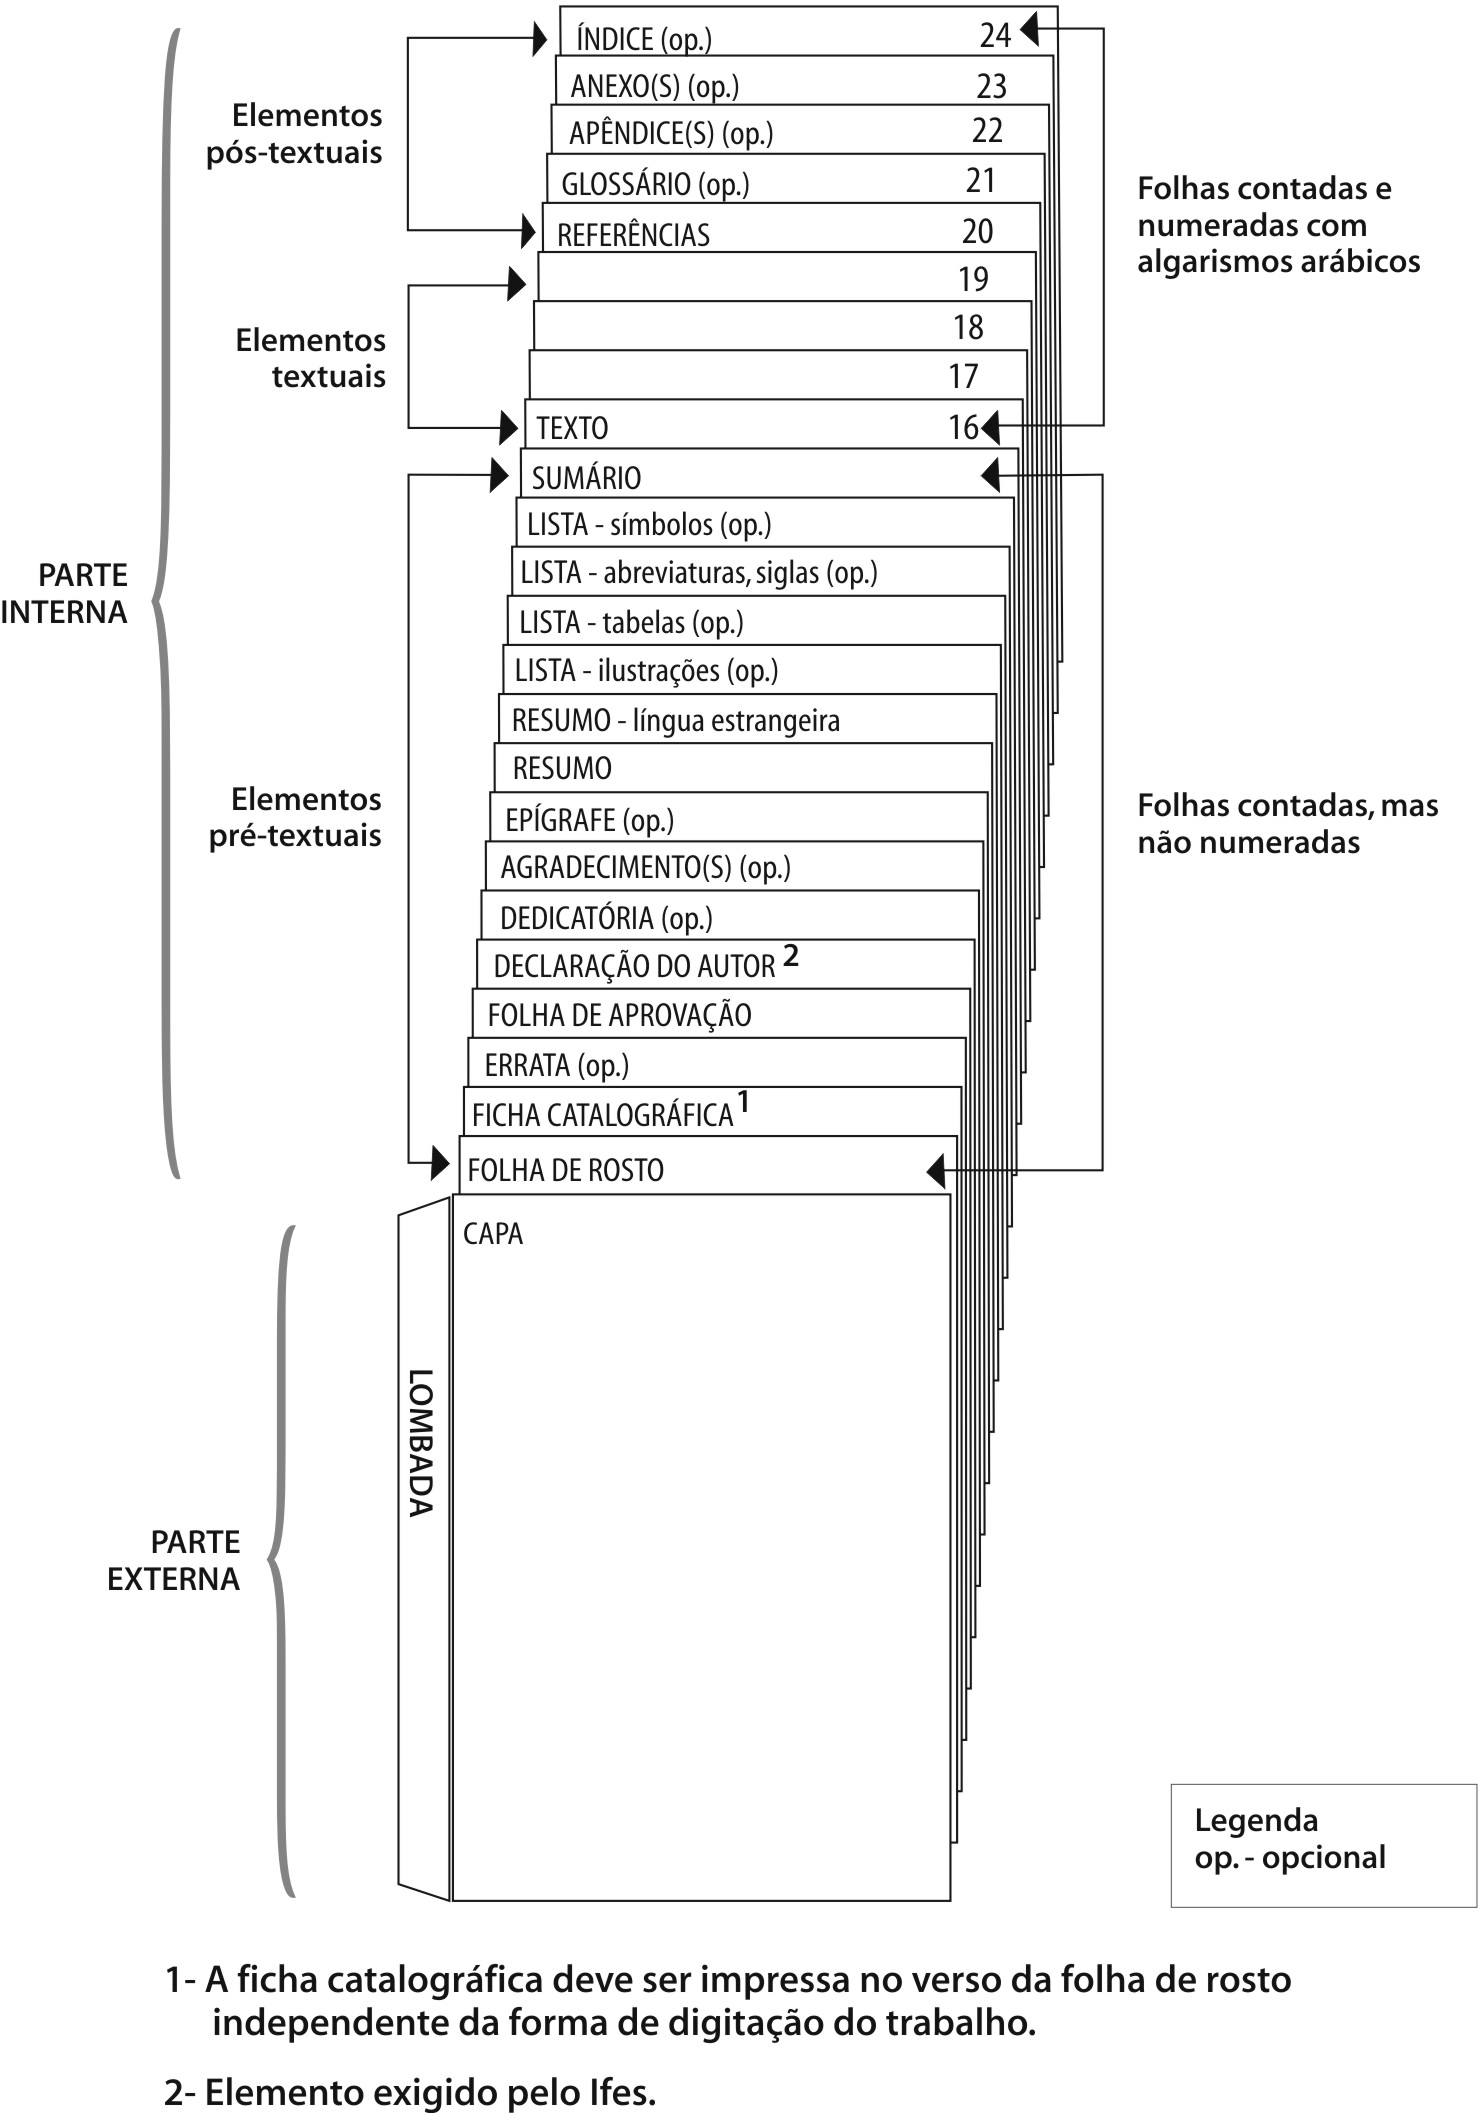 ÍNDICE (op.) 24
ANEXO(S) (op.) 23
APÊNDICE(S) (op.) 22
GLOSSÁRIO (op.) 21
REFERÊNCIAS 20
19
18
17
TEXTO 16
SUMÁRIO
LISTA - símbolos (op.)
LISTA - abreviaturas, siglas (op.)
LISTA - tabelas (op.)
LISTA - ilustrações (op.)
RESUMO - língua estrangeira
RESUMO
EPÍGRAFE (op.)
AGRADECIMENTO(S) (op.)
DEDICATÓRIA (op.)
DECLARAÇÃO DO AUTOR 2
FOLHA DE APROVAÇÃO
ERRATA (op.)
FICHA CATALOGRÁFICA 1
FOLHA DE ROSTO
CAPA
LOMBADA
Elementos
pós-textuais
Elementos
textuais
Elementos
pré-textuais
PARTE
INTERNA
PARTE
EXTERNA
Folhas contadas e
numeradas com
algarismos arábicos
Folhas contadas, mas
não numeradas
Legenda
op. - opcional
1- A ficha catalográfica deve ser impressa no verso da folha de rosto
independente da forma de digitação do trabalho.
2- Elemento exigido pelo Ifes.